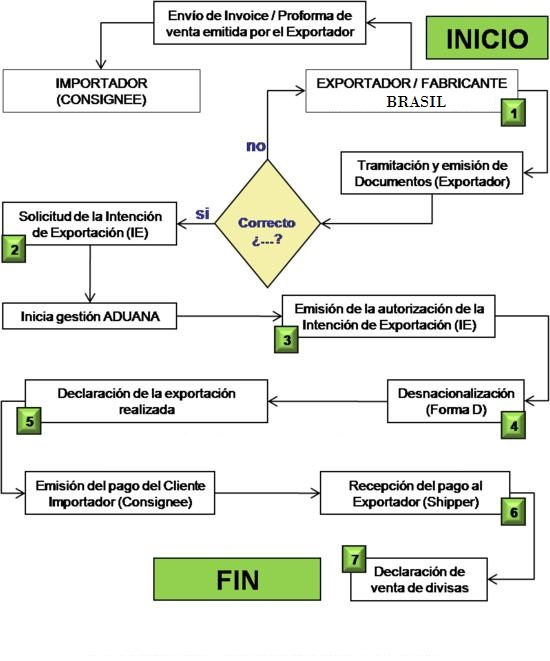 Envío de Invoice / Proforma de
venta emitida por el Exportador
INICIO
IMPORTADOR
(CONSIGNEE)
EXPORTADOR / FABRICANTE
BRASIL
1
no
Tramitación y emisión de
Documentos (Exportador)
Solicitud de la Intención
de Exportación (IE)
2
si
Correcto
¿...?
Inicia gestión ADUANA
Emisión de la autorización de la
Intención de Exportación (IE)
3
Declaración de la exportación
realizada
5
Desnacionalización
(Forma D)
4
Emisión del pago del Cliente
Importador (Consignee)
Recepción del pago al
Exportador (Shipper)
6
FIN
7
Declaración de
venta de divisas